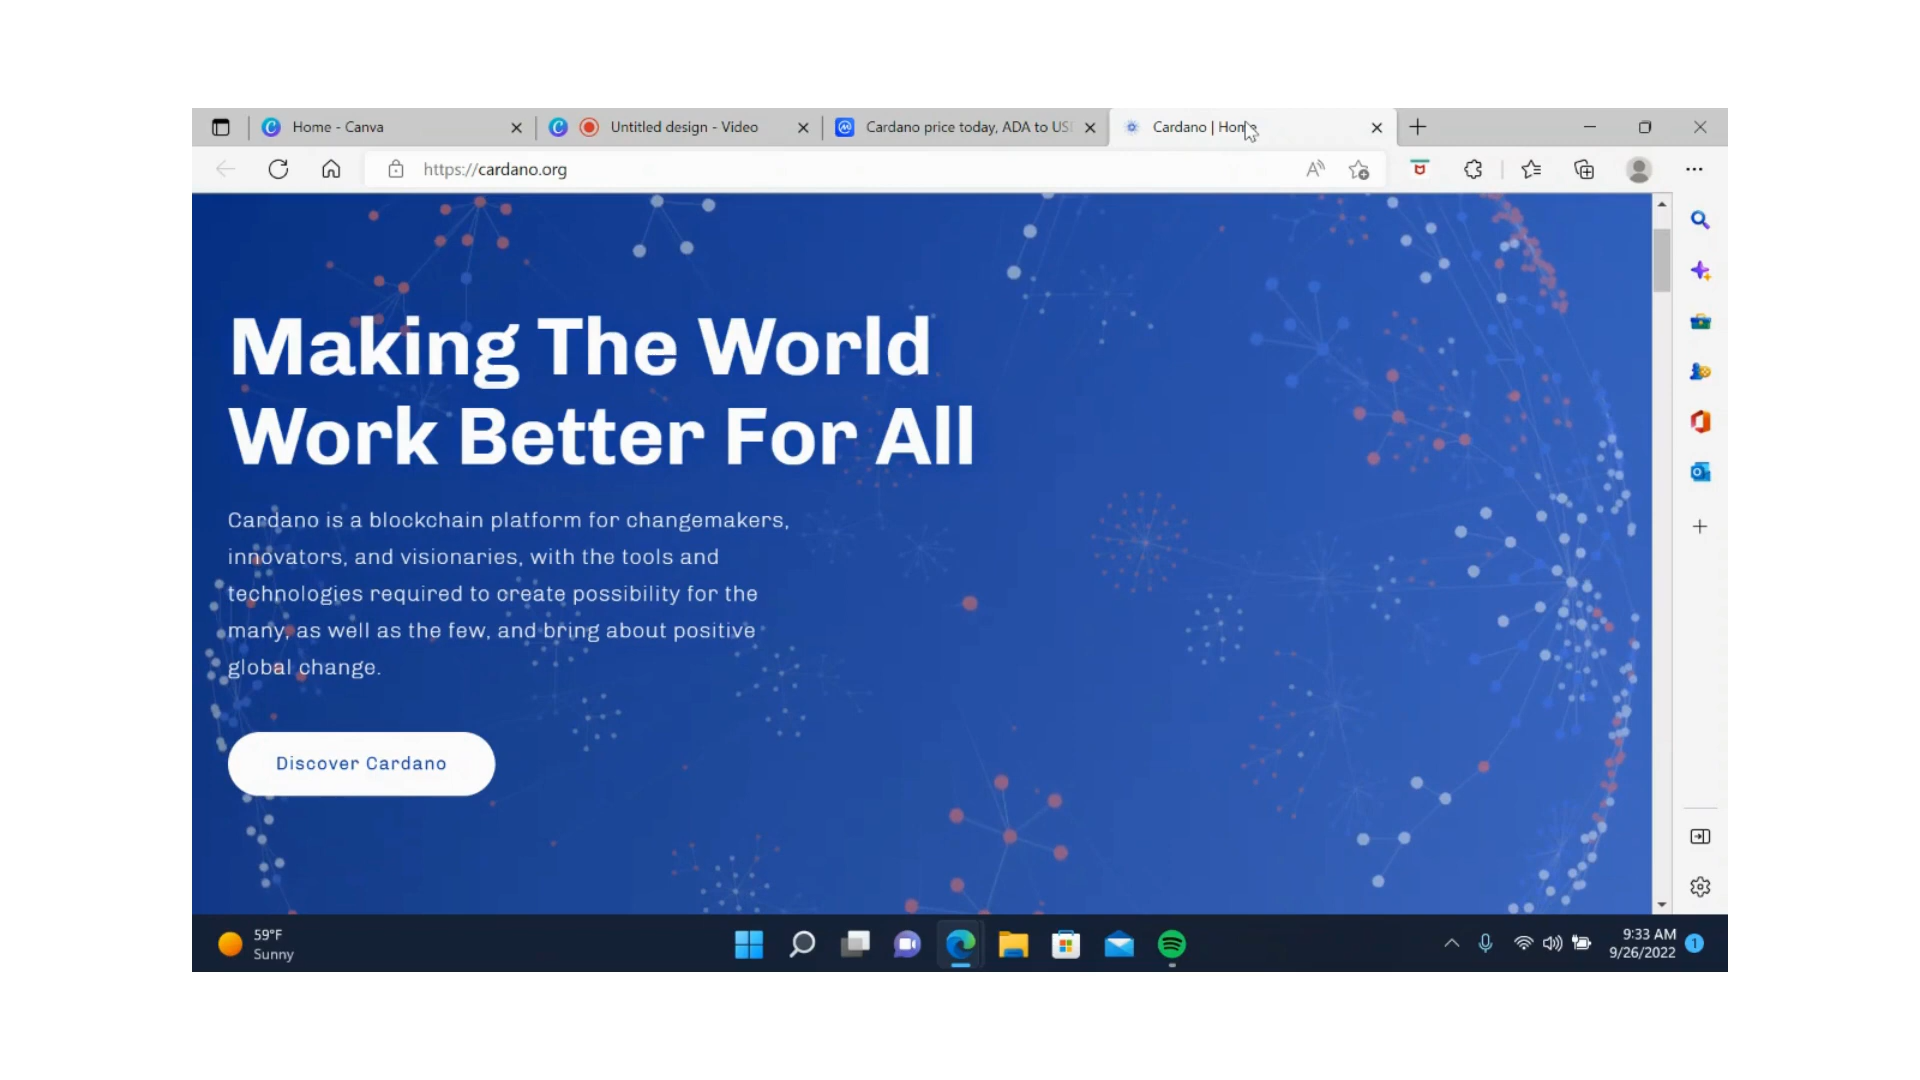 Home - Canva
Untitled design - Video
Cardano price today, ADA to US
Cardano | Home
https://cardano.org
Making The World
Work Better For All
Cardano is a blockchain platform for changemakers,
innovators, and visionaries, with the tools and
technologies required to create possibility for the
many, as well as the few, and bring about positive
global change.
Discover Cardano
59°F
Sunny
9:33 AM
9/26/2022
1